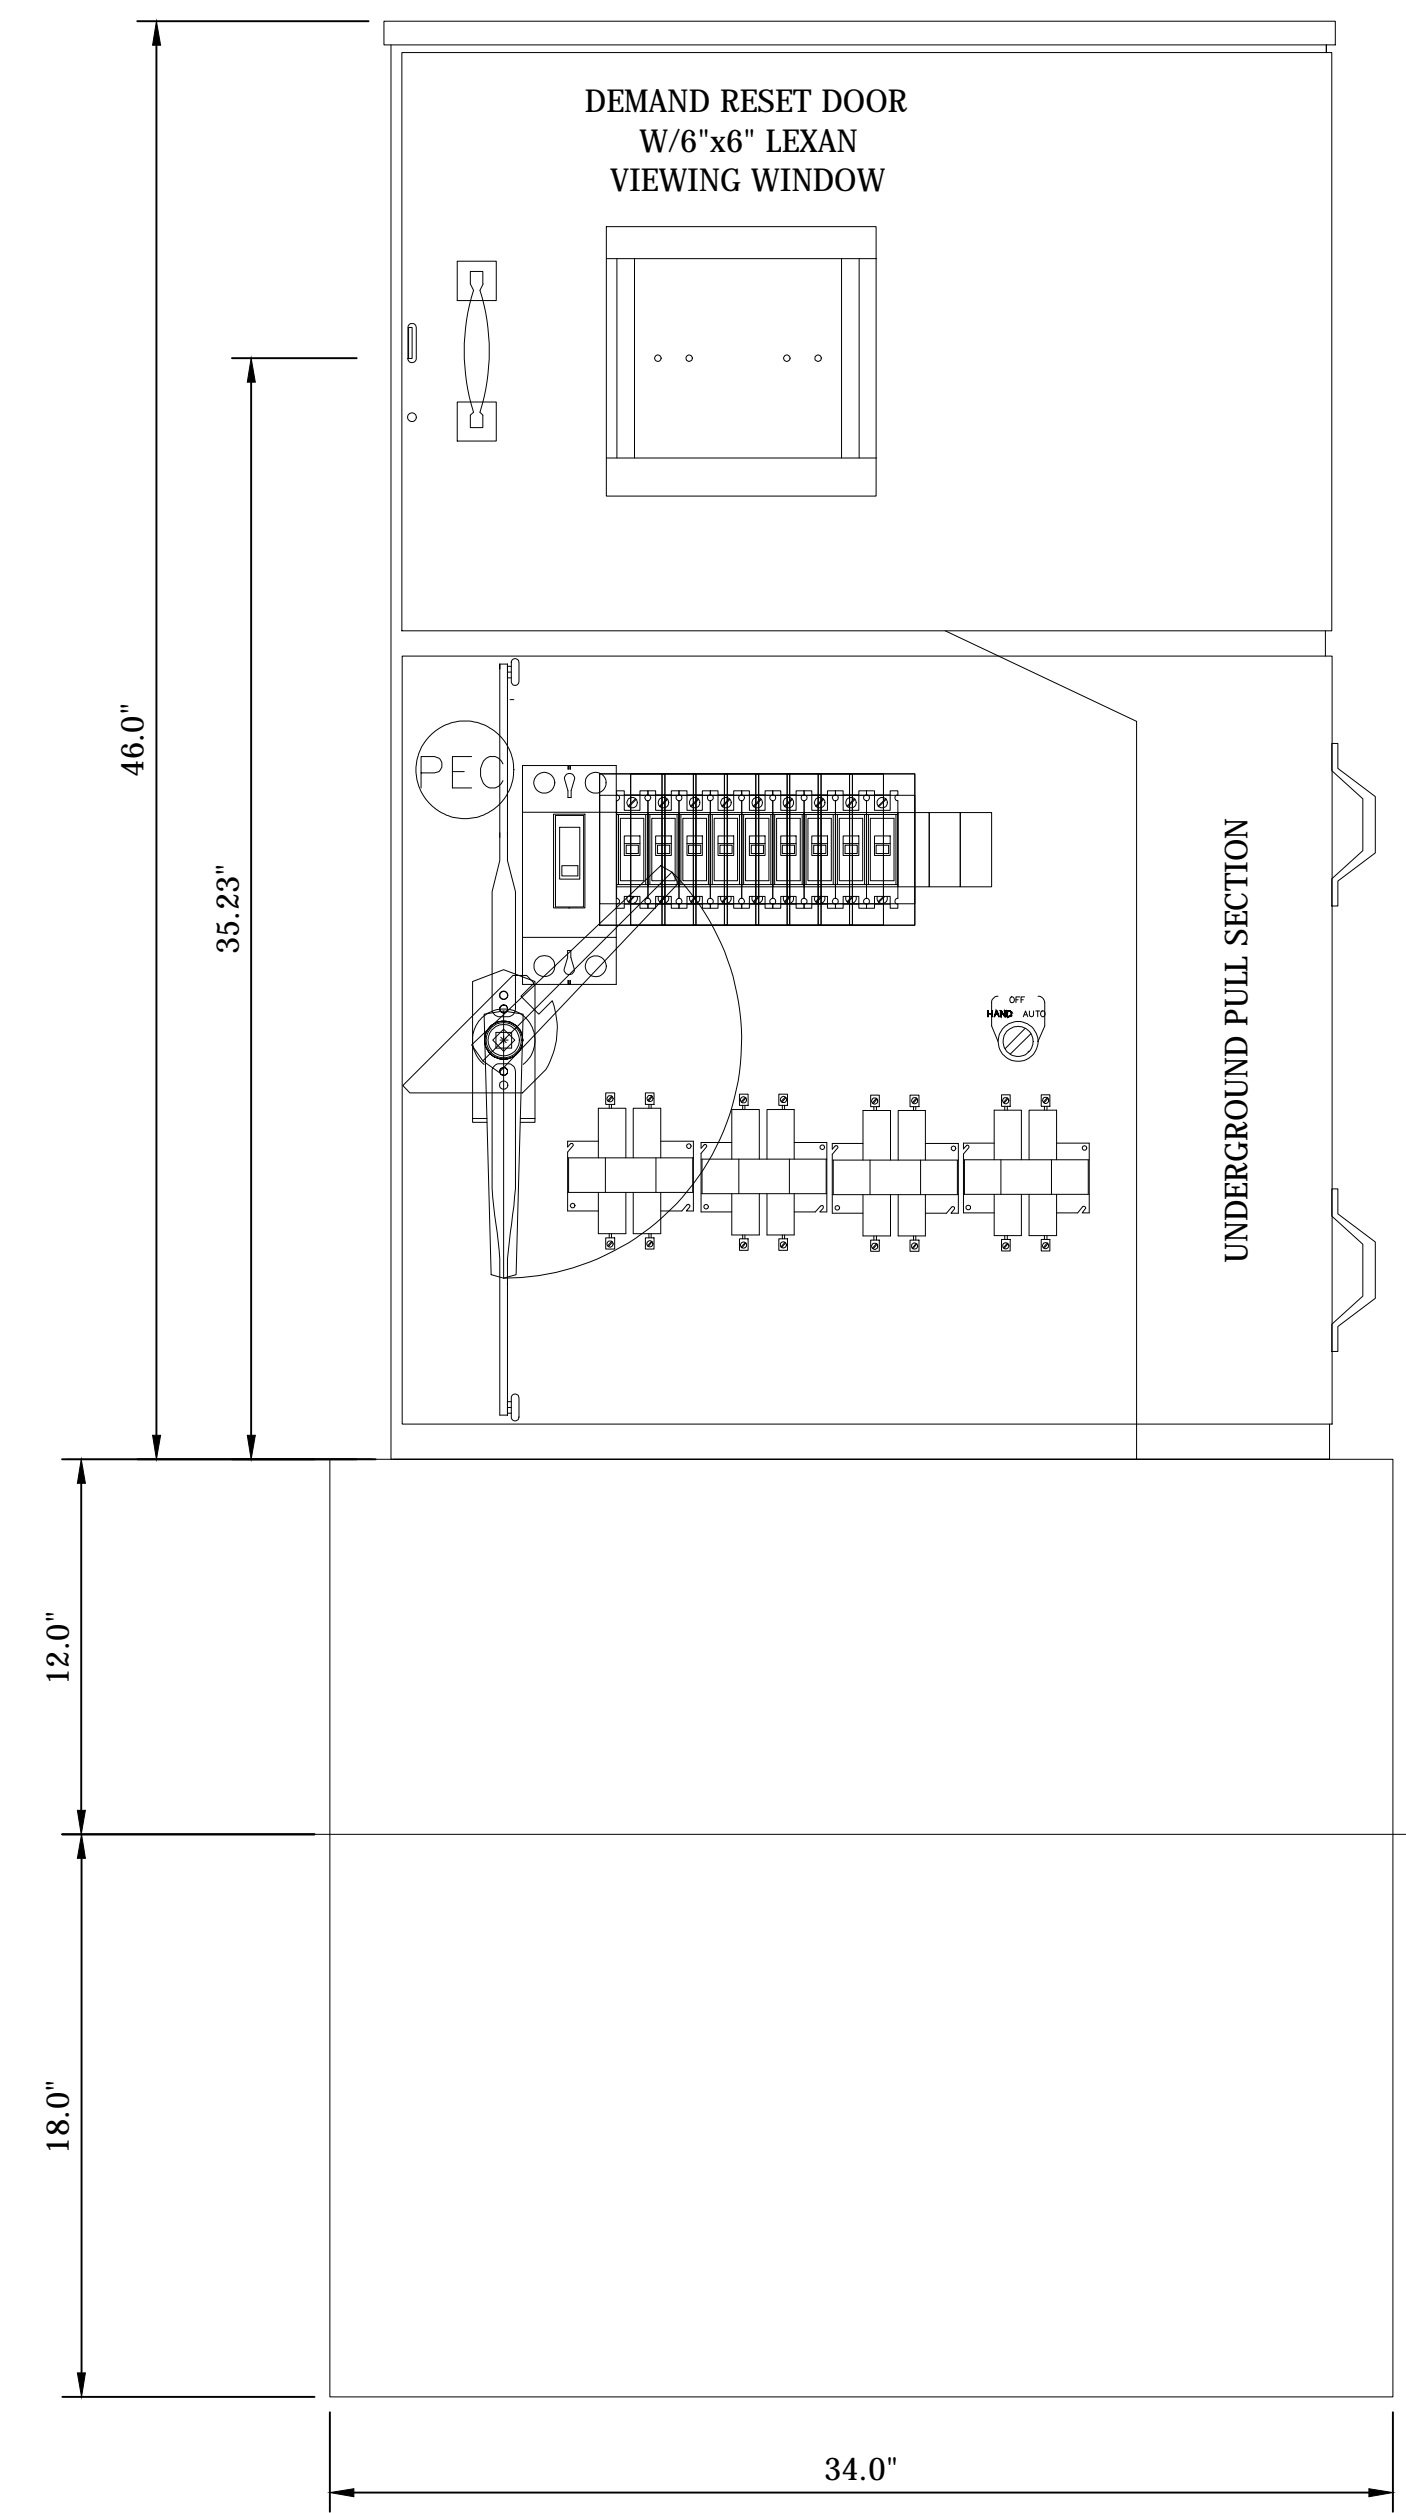 DEMAND RESET DOOR
W/6"x6" LEXAN
VIEWING WINDOW
46.0"
35.23"
PEC
OFF
HAND AUTO
UNDERGROUND PULL SECTION
12.0"
18.0"
34.0"